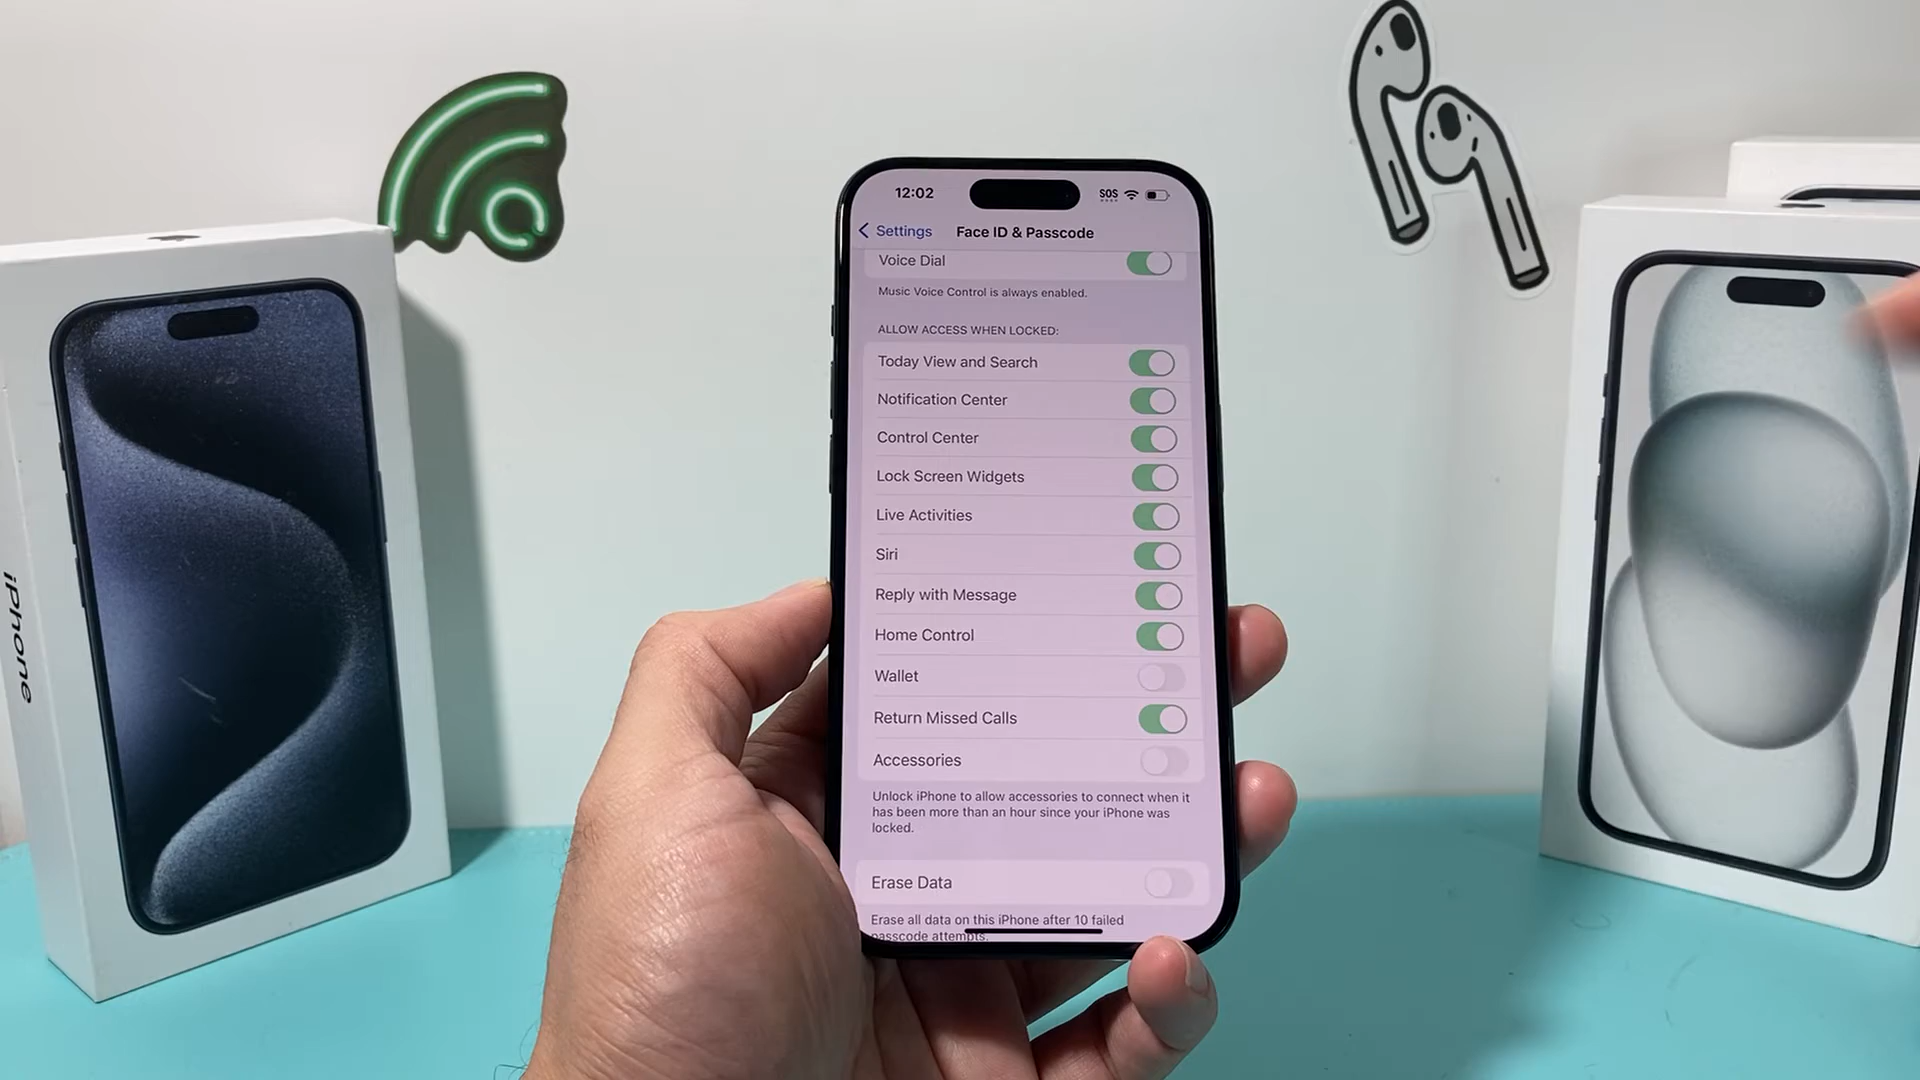 12:02
SOS
Settings
Face ID & Passcode
Voice Dial
Music Voice Control is always enabled.
ALLOW ACCESS WHEN LOCKED:
Today View and Search
Notification Center
Control Center
Lock Screen Widgets
Live Activities
Siri
Reply with Message
Home Control
Wallet
Return Missed Calls
Accessories
Unlock iPhone to allow accessories to connect when it
has been more than an hour since your iPhone was
locked.
Erase Data
Erase all data on this iPhone after 10 failed
passcode attempts.
iPhone